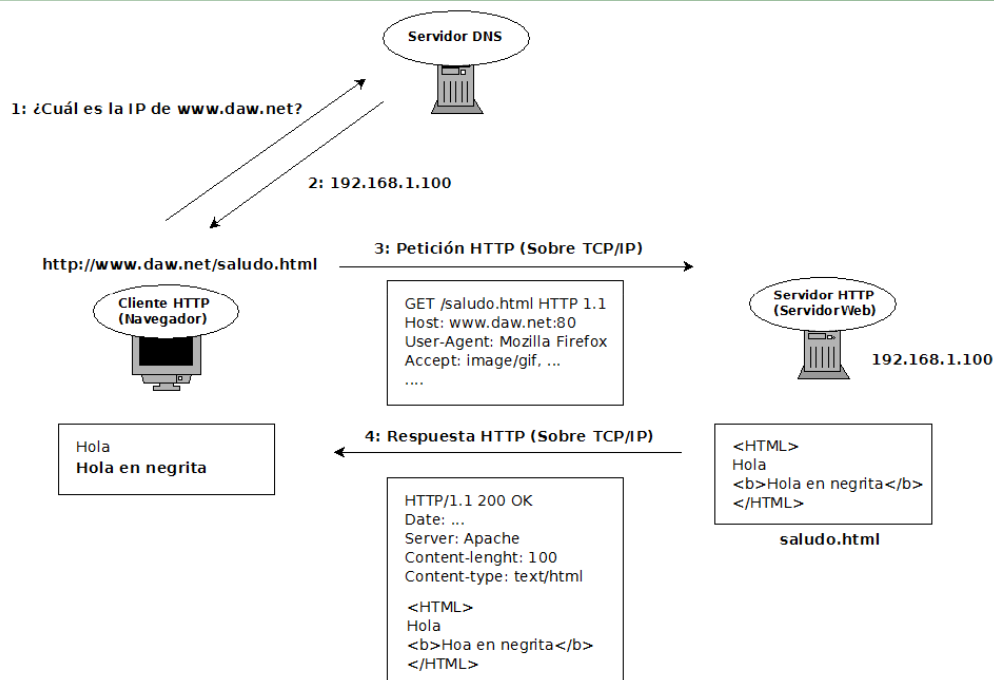 Servidor DNS
1: ¿Cuál es la IP de www.daw.net?
2: 192.168.1.100
http://www.daw.net/saludo.html
3: Petición HTTP (Sobre TCP/IP)
Cliente HTTP
(Navegador)
GET /saludo.html HTTP 1.1
Host: www.daw.net:80
User-Agent: Mozilla Firefox
Accept: image/gif, ...
....
Servidor HTTP
(ServidorWeb)
192.168.1.100
Hola
Hola en negrita
4: Respuesta HTTP (Sobre TCP/IP)
<HTML>
Hola
<b>Hola en negrita</b>
</HTML>
saludo.html
HTTP/1.1 200 OK
Date: ...
Server: Apache
Content-lenght: 100
Content-type: text/html
<HTML>
Hola
<b>Hoa en negrita</b>
</HTML>